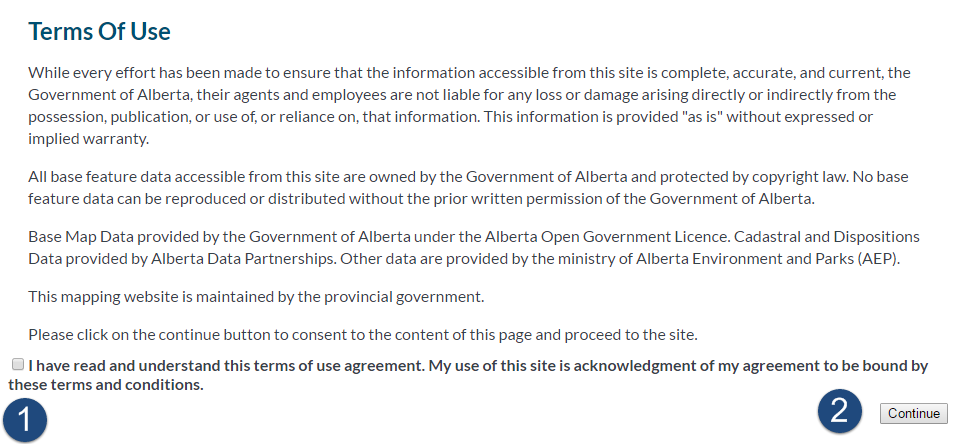 Terms Of Use
While every effort has been made to ensure that the information accessible from this site is complete, accurate, and current, the
Government of Alberta, their agents and employees are not liable for any loss or damage arising directly or indirectly from the
possession, publication, or use of, or reliance on, that information. This information is provided "as is" without expressed or
implied warranty.
All base feature data accessible from this site are owned by the Government of Alberta and protected by copyright law. No base
feature data can be reproduced or distributed without the prior written permission of the Government of Alberta.
Base Map Data provided by the Government of Alberta under the Alberta Open Government Licence. Cadastral and Dispositions
Data provided by Alberta Data Partnerships. Other data are provided by the ministry of Alberta Environment and Parks (AEP).
This mapping website is maintained by the provincial government.
Please click on the continue button to consent to the content of this page and proceed to the site.
I have read and understand this terms of use agreement. My use of this site is acknowledgment of my agreement to be bound by
these terms and conditions.
1
2 Continue